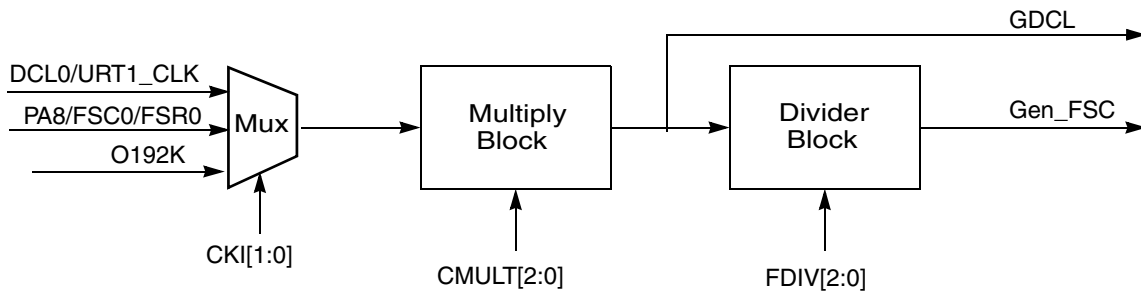 GDCL
DCL0/URT1_CLK
PA8/FSC0/FSR0
O192K
Mux
Multiply
Block
Divider
Block
Gen_FSC
CKI[1:0]
CMULT[2:0]
FDIV[2:0]